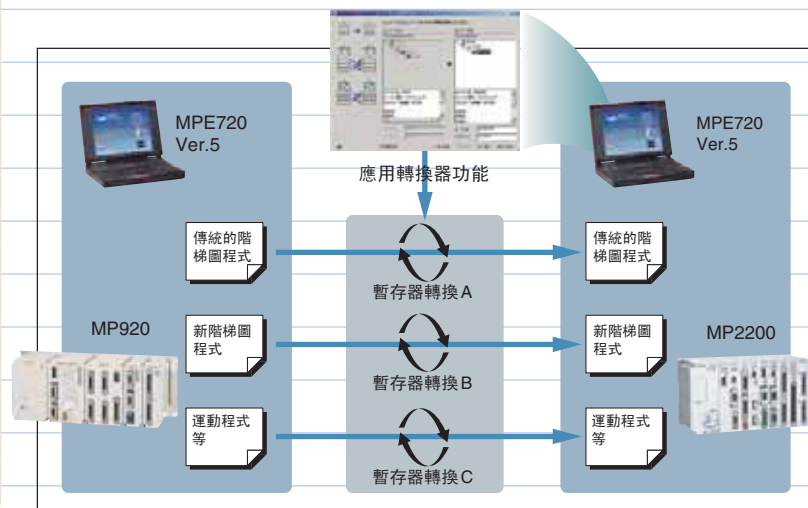 MPE720
Ver.5
MPE720
Ver.5
應用轉換器功能
傳統的階
梯圖程式
暫存器轉換A
傳統的階
梯圖程式
MP920
新階梯圖
程式
暫存器轉換B
新階梯圖
程式
MP2200
運動程式
等
暫存器轉換C
運動程式
等